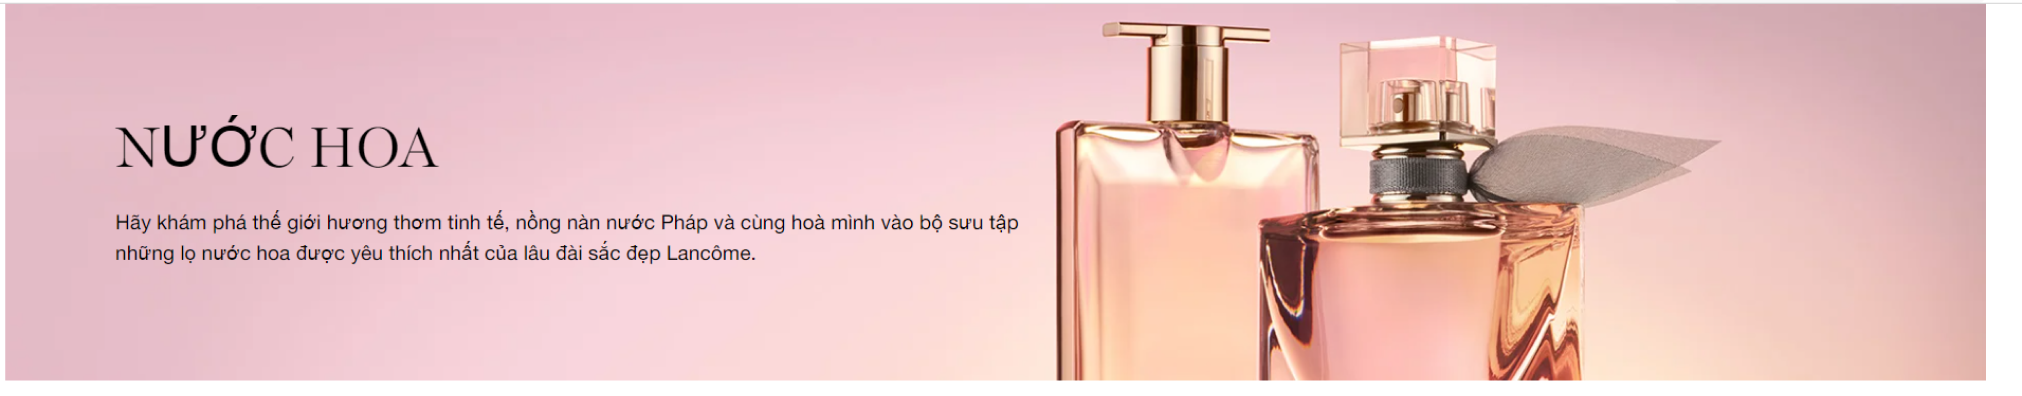 NƯỚC HOA
Hãy khám phá thế giới hương thơm tinh tế, nồng nàn nước Pháp và cùng hoà mình vào bộ sưu tập
những lọ nước hoa được yêu thích nhất của lâu đài sắc đẹp Lancôme.